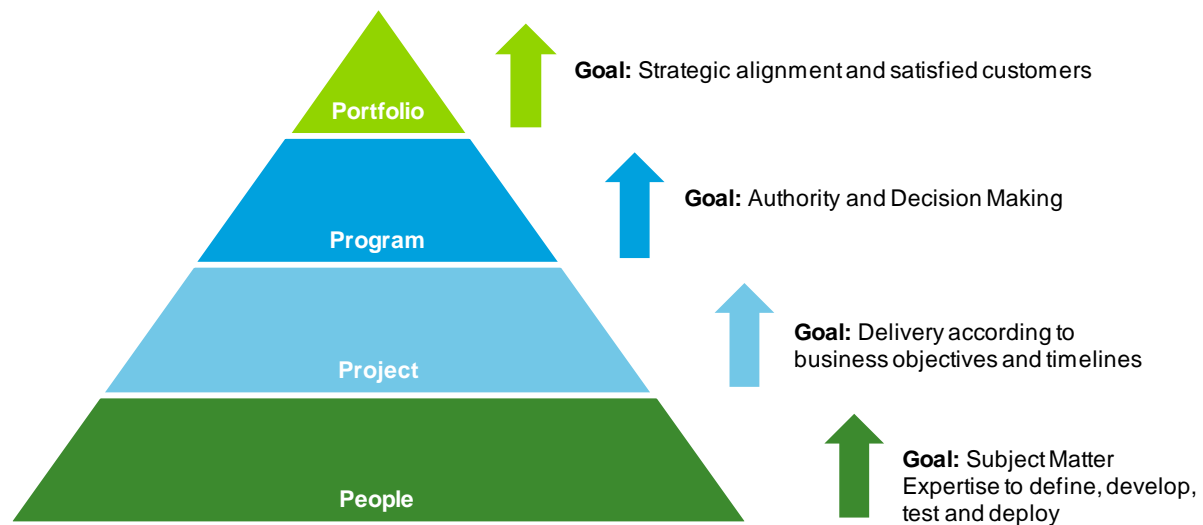 Portfolio
Goal: Strategic alignment and satisfied customers
Program
Goal: Authority and Decision Making
Project
Goal: Delivery according to
business objectives and timelines
People
Goal: Subject Matter
Expertise to define, develop,
test and deploy